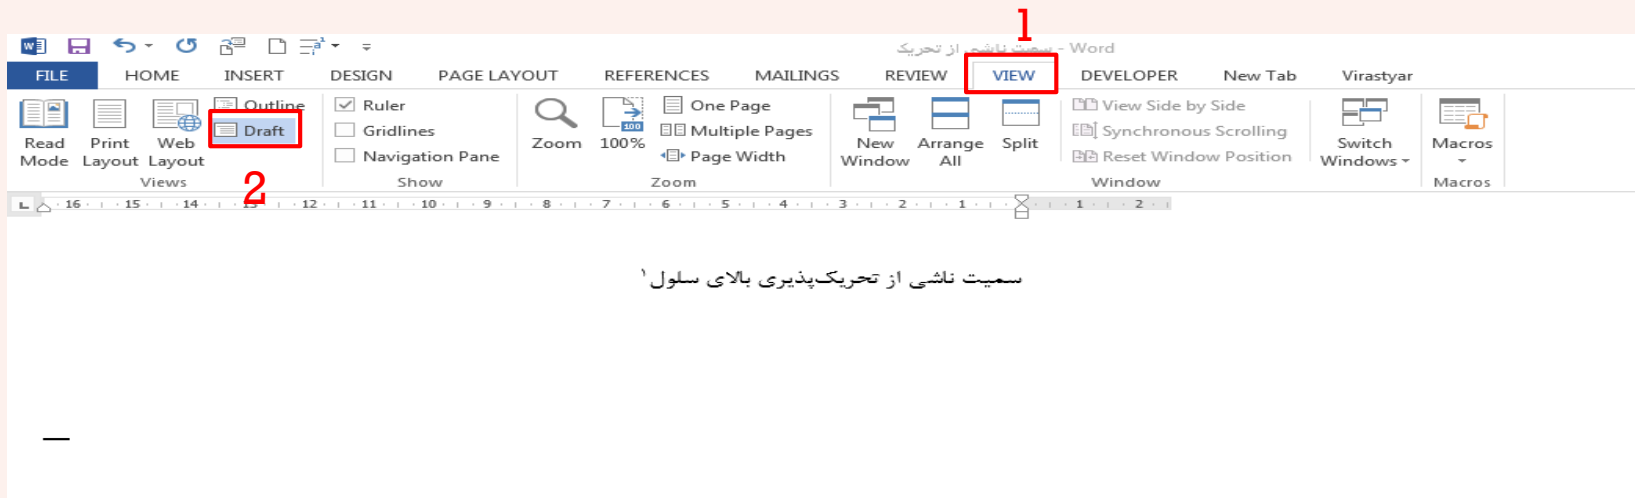 1
سمیت ناشی از تحریک - Word
FILE HOME INSERT DESIGN PAGE LAYOUT REFERENCES MAILINGS REVIEW VIEW DEVELOPER New Tab Virastyar
Read Mode
Print Layout
Web Layout
Outline
Draft
Views
2
Ruler
Gridlines
Navigation Pane
Show
Zoom
100%
One Page
Multiple Pages
Page Width
Zoom
New Window
Arrange All
Split
View Side by Side
Synchronous Scrolling
Reset Window Position
Switch Windows
Window
Macros
Macros
16 15 14 13 12 11 10 9 8 7 6 5 4 3 2 1 1 2
سمیت ناشی از تحریک‌پذیری بالای سلول۱